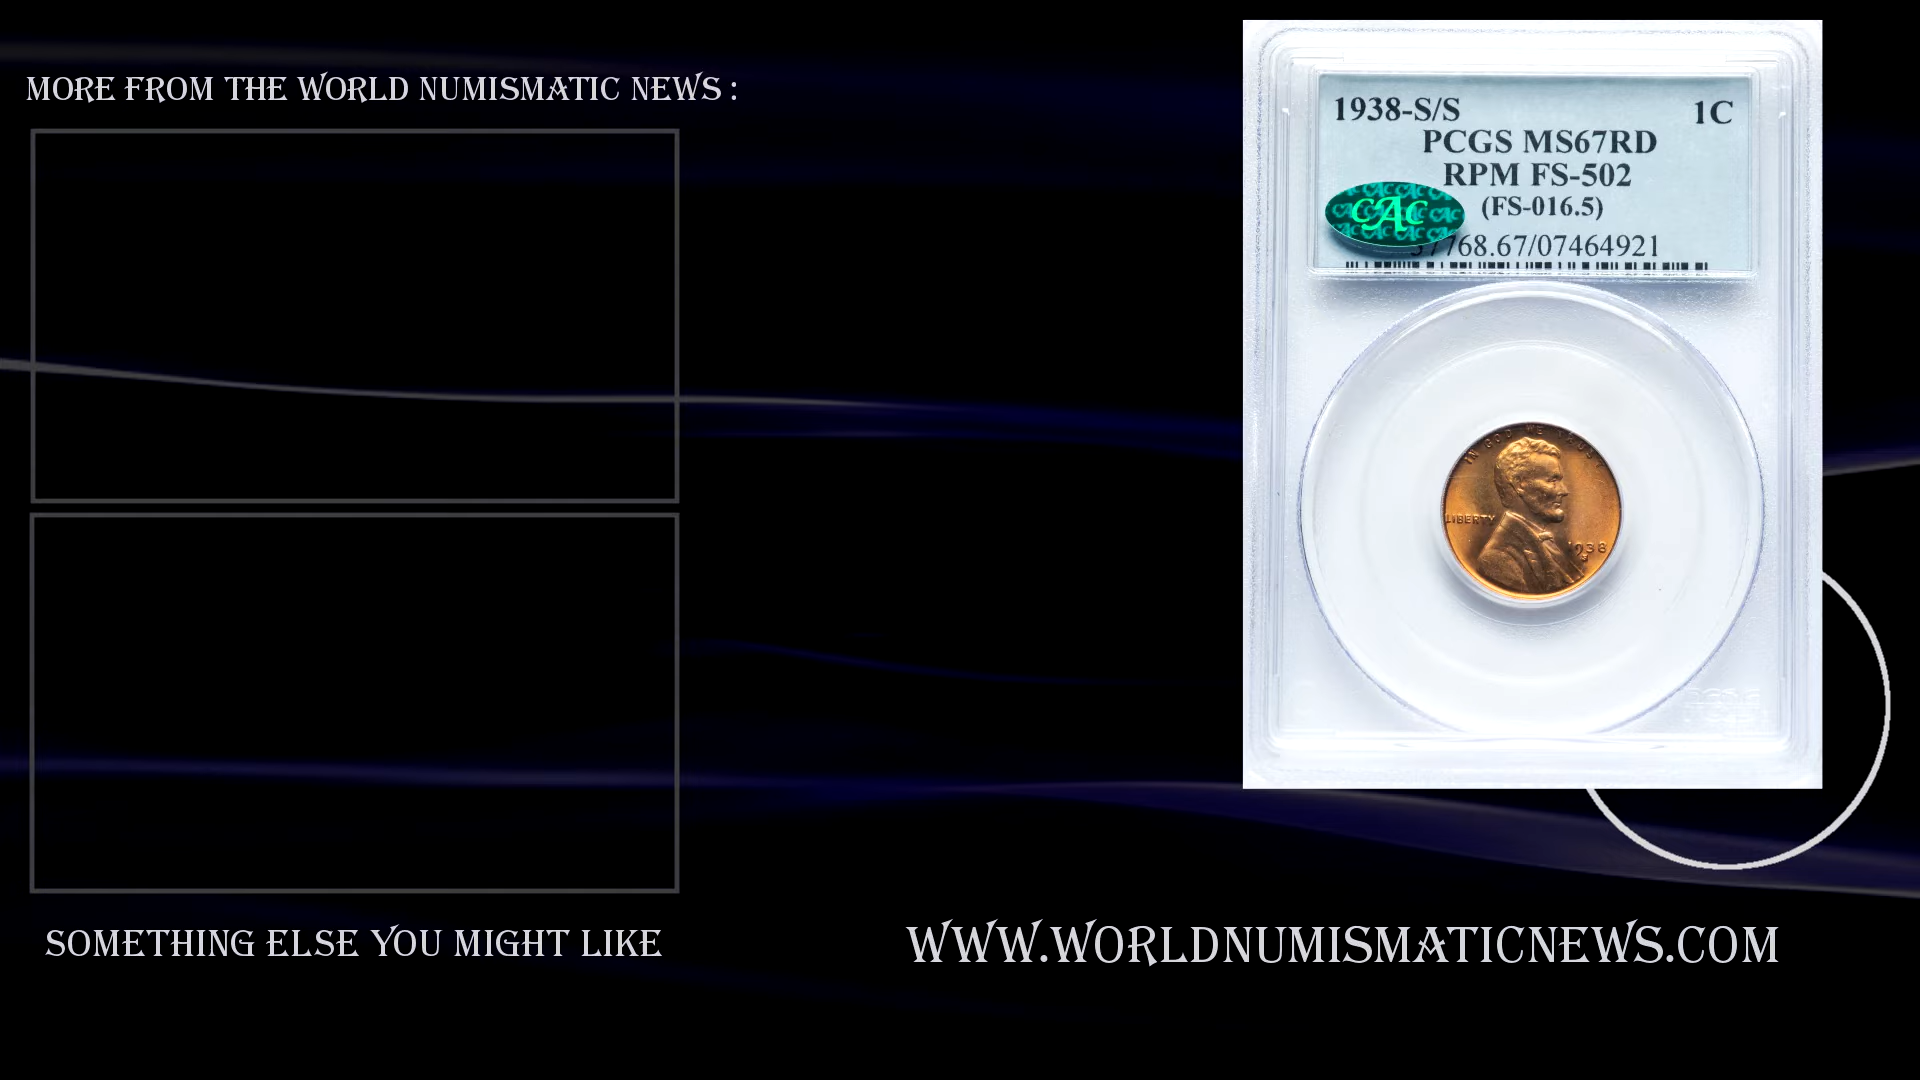 MORE FROM THE WORLD NUMISMATIC NEWS :
1938-S/S 1C
PCGS MS67RD
RPM FS-502
(FS-016.5)
CAC
37768.67/07464921
IN GOD WE TRUST
LIBERTY
1938
S
SOMETHING ELSE YOU MIGHT LIKE
WWW.WORLDNUMISMATICNEWS.COM